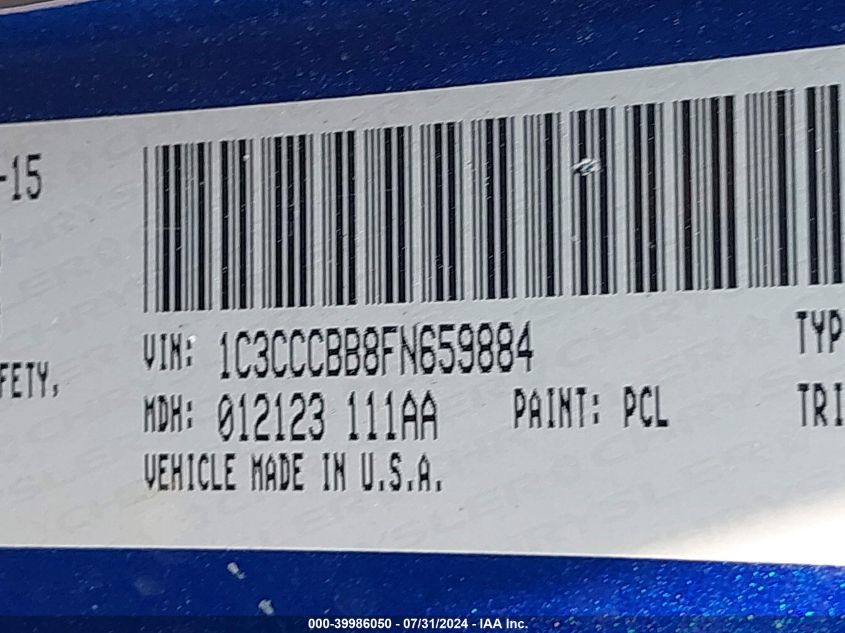 -15
FETY,
VIN: 1C3CCCBB8FN659884
TYP
MDH: 012123 111AA
PAINT: PCL
TRI
VEHICLE MADE IN U.S.A.
000-39986050 - 07/31/2024 - IAA Inc.